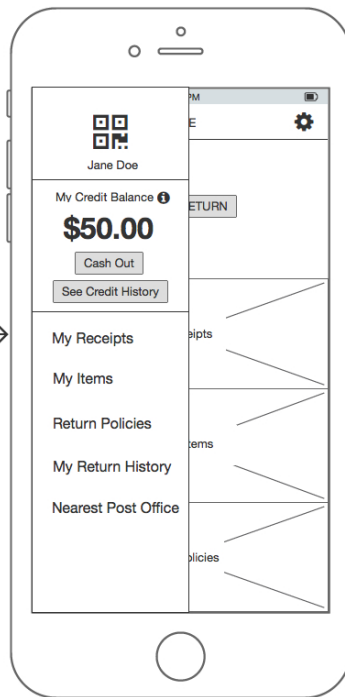 PM
E
Jane Doe
My Credit Balance
$50.00
ETURN
Cash Out
See Credit History
My Receipts
eipts
My Items
Return Policies
tems
My Return History
Nearest Post Office
olicies